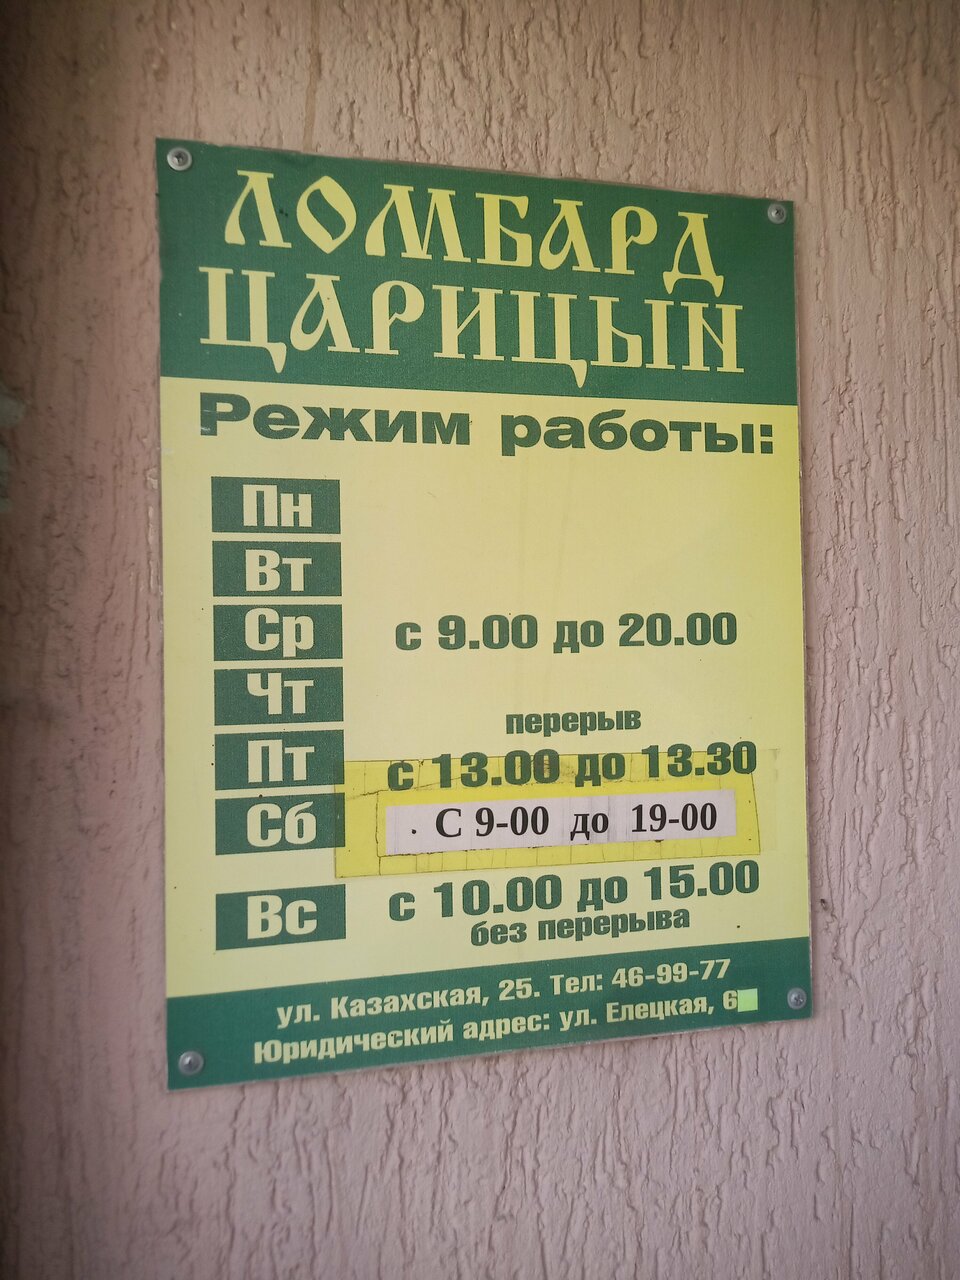 ЛОМБАРД
ЦАРИЦЫН
Режим работы:
Пн
Вт
Ср с 9.00 до 20.00
Чт
перерыв
Пт с 13.00 до 13.30
Сб . С 9-00 до 19-00
Вс с 10.00 до 15.00
без перерыва
ул. Казахская, 25. Тел: 46-99-77
Юридический адрес: ул. Елецкая, 6